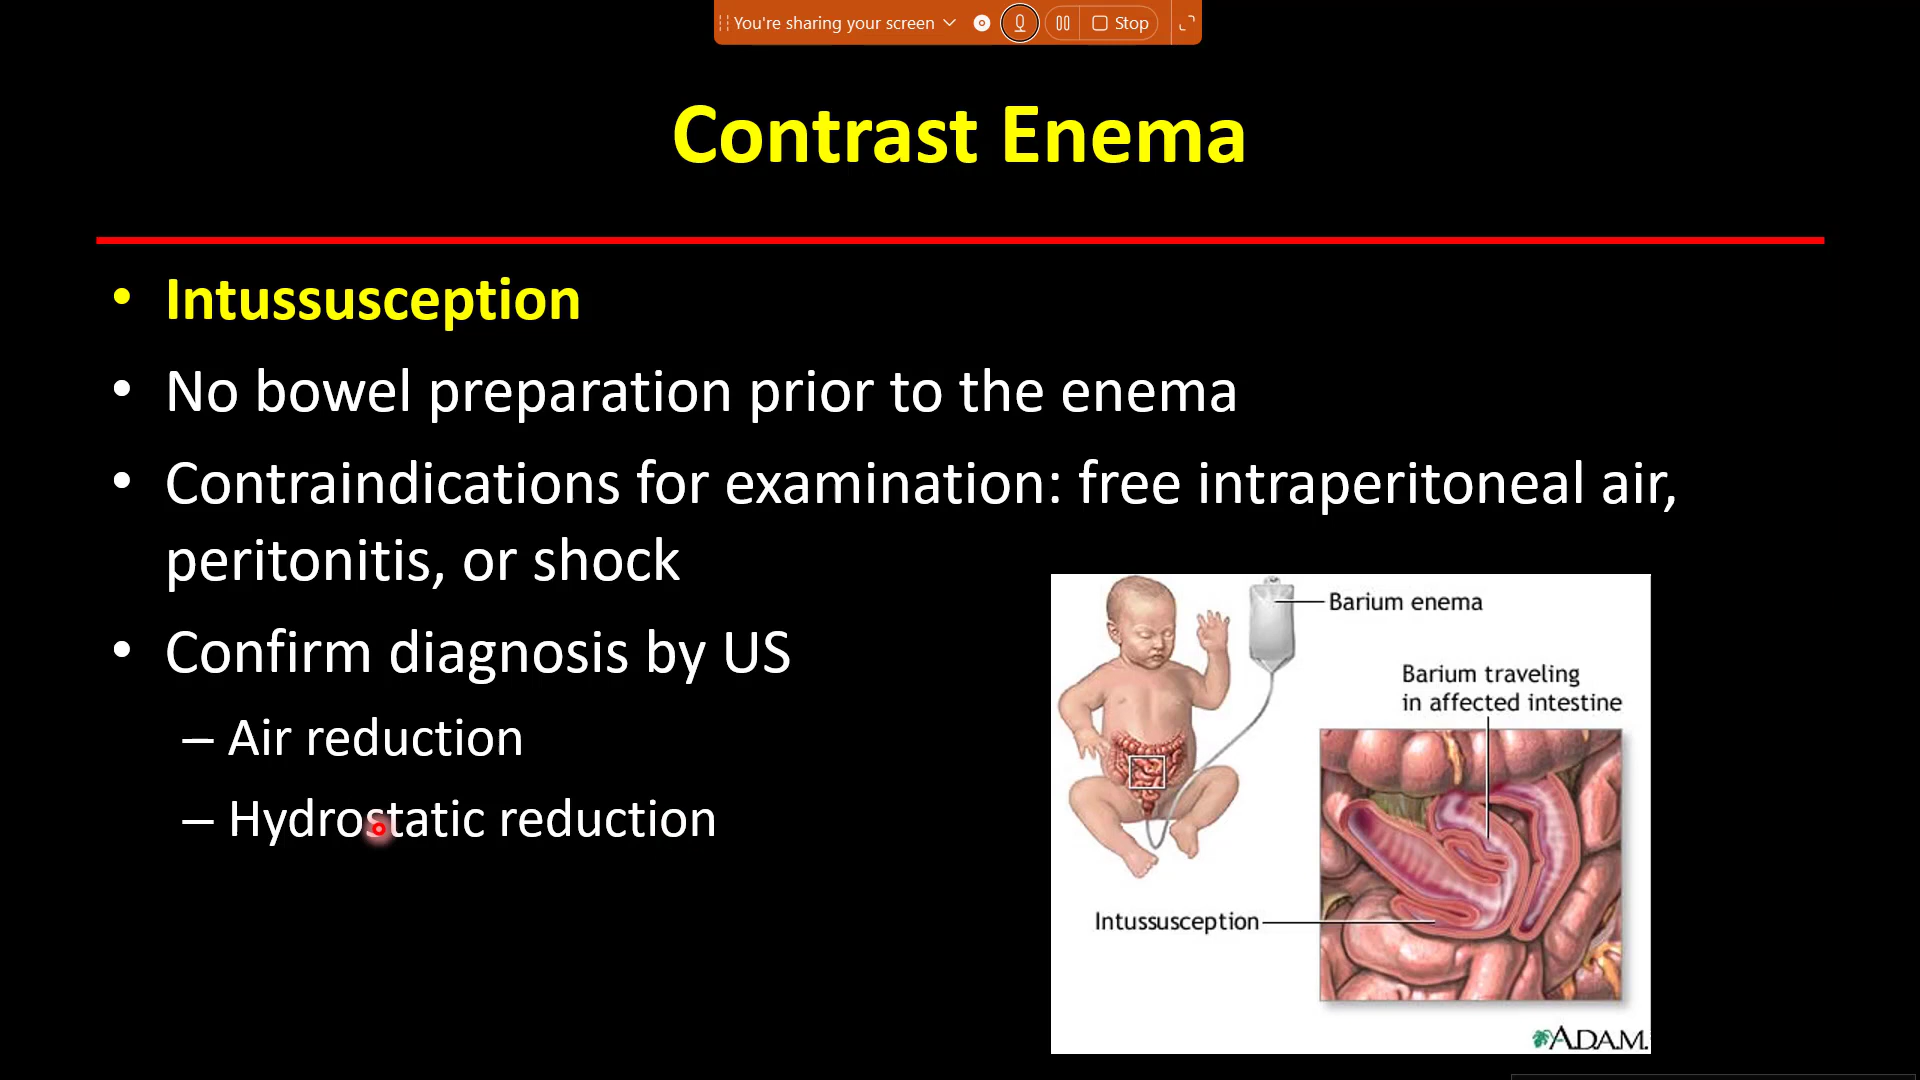 You're sharing your screen
Stop
Contrast Enema
• Intussusception
• No bowel preparation prior to the enema
• Contraindications for examination: free intraperitoneal air,
peritonitis, or shock
• Confirm diagnosis by US
– Air reduction
– Hydrostatic reduction
Barium enema
Barium traveling
in affected intestine
Intussusception
A.D.A.M.